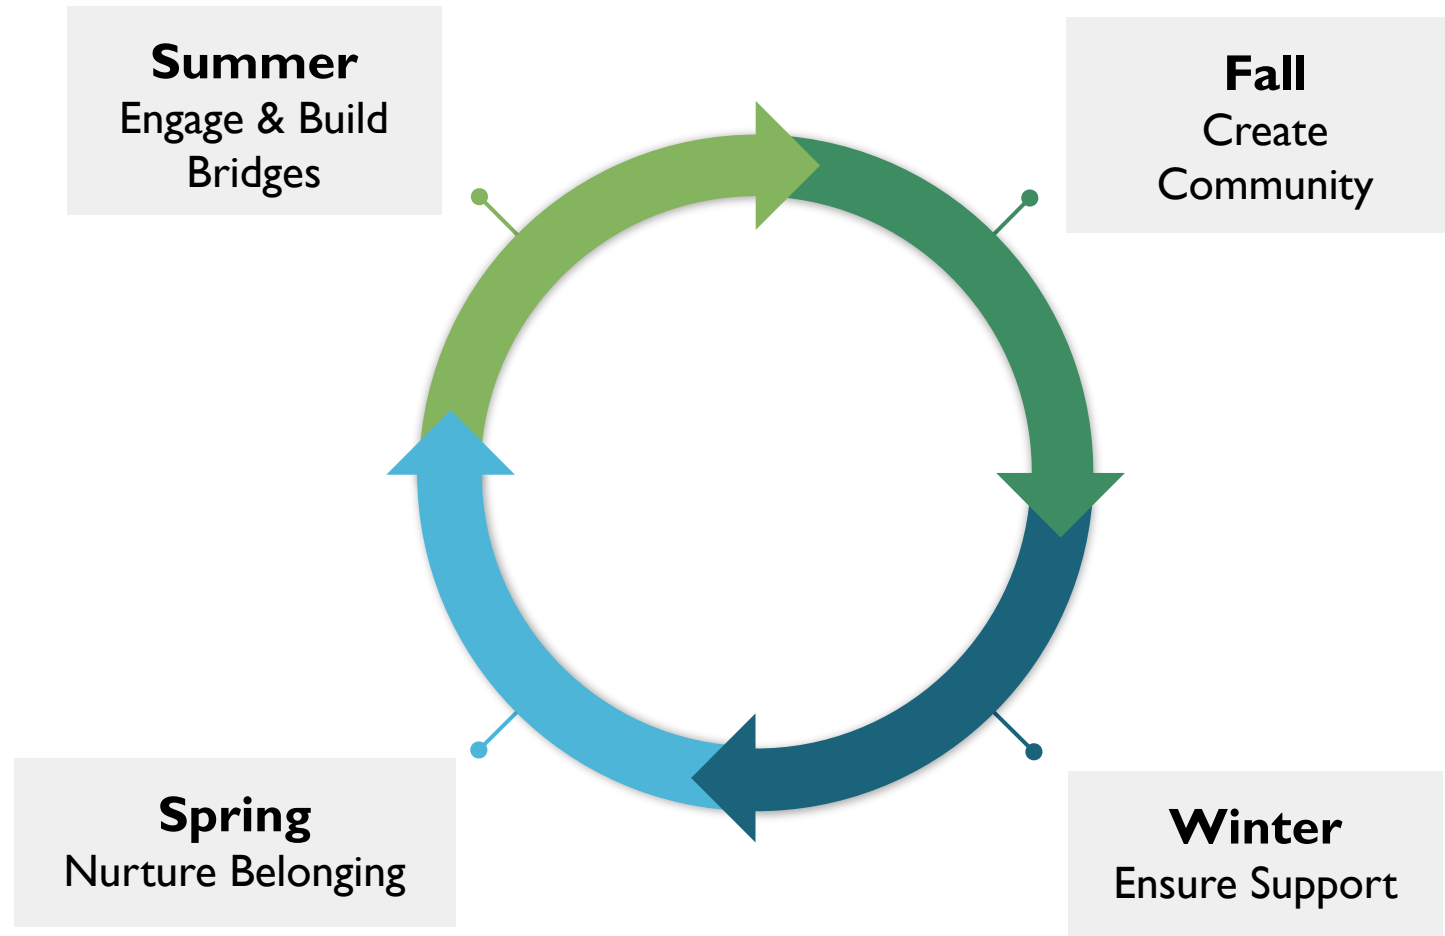 Summer
Engage & Build
Bridges
Fall
Create
Community
Spring
Nurture Belonging
Winter
Ensure Support